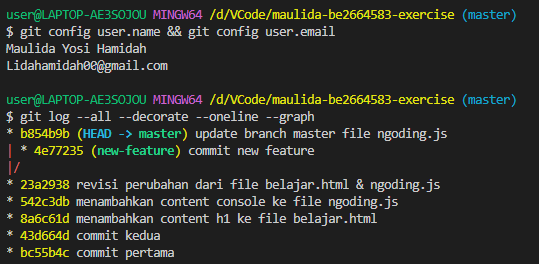 user@LAPTOP-AE3SOJOU MINGW64 /d/VCode/maulida-be2664583-exercise (master)
$ git config user.name && git config user.email
Maulida Yosi Hamidah
Lidahamidah00@gmail.com

user@LAPTOP-AE3SOJOU MINGW64 /d/VCode/maulida-be2664583-exercise (master)
$ git log --all --decorate --oneline --graph
* b854b9b (HEAD -> master) update branch master file ngoding.js
| * 4e77235 (new-feature) commit new feature
|/
* 23a2938 revisi perubahan dari file belajar.html & ngoding.js
* 542c3db menambahkan content console ke file ngoding.js
* 8a6c61d menambahkan content h1 ke file belajar.html
* 43d664d commit kedua
* bc55b4c commit pertama